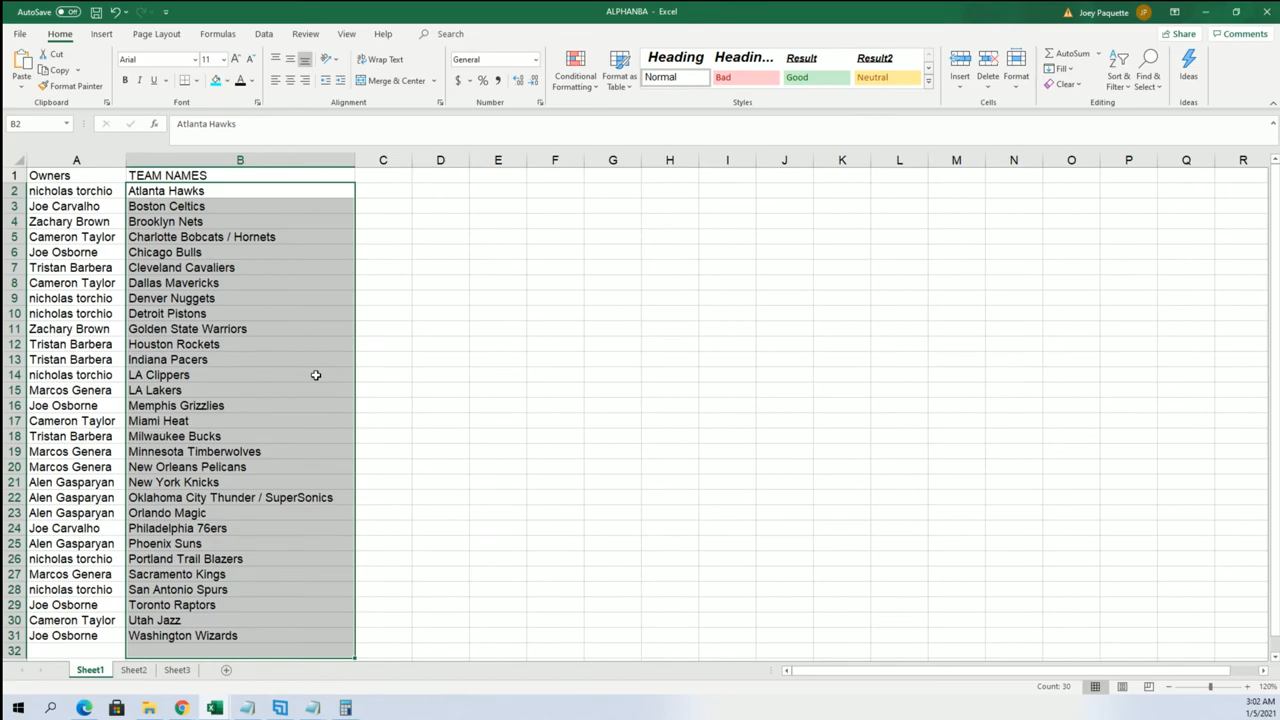 AutoSave Off
ALPHANBA - Excel
Joey Paquette JP
File Home Insert Page Layout Formulas Data Review View Help Search
Share Comments
Paste
Cut
Copy
Format Painter
Clipboard
Arial 11
B I U
Font
Wrap Text
Merge & Center
Alignment
General
$ % ,
Number
Conditional Formatting
Format as Table
Heading Headin... Result Result2
Normal Bad Good Neutral
Styles
Insert Delete Format
Cells
AutoSum
Fill
Clear
Sort & Filter
Find & Select
Editing
Ideas
Ideas
B2 fx Atlanta Hawks
A B C D E F G H I J K L M N O P Q R
1 Owners TEAM NAMES
2 nicholas torchio Atlanta Hawks
3 Joe Carvalho Boston Celtics
4 Zachary Brown Brooklyn Nets
5 Cameron Taylor Charlotte Bobcats / Hornets
6 Joe Osborne Chicago Bulls
7 Tristan Barbera Cleveland Cavaliers
8 Cameron Taylor Dallas Mavericks
9 nicholas torchio Denver Nuggets
10 nicholas torchio Detroit Pistons
11 Zachary Brown Golden State Warriors
12 Tristan Barbera Houston Rockets
13 Tristan Barbera Indiana Pacers
14 nicholas torchio LA Clippers
15 Marcos Genera LA Lakers
16 Joe Osborne Memphis Grizzlies
17 Cameron Taylor Miami Heat
18 Tristan Barbera Milwaukee Bucks
19 Marcos Genera Minnesota Timberwolves
20 Marcos Genera New Orleans Pelicans
21 Alen Gasparyan New York Knicks
22 Alen Gasparyan Oklahoma City Thunder / SuperSonics
23 Alen Gasparyan Orlando Magic
24 Joe Carvalho Philadelphia 76ers
25 Alen Gasparyan Phoenix Suns
26 nicholas torchio Portland Trail Blazers
27 Marcos Genera Sacramento Kings
28 nicholas torchio San Antonio Spurs
29 Joe Osborne Toronto Raptors
30 Cameron Taylor Utah Jazz
31 Joe Osborne Washington Wizards
32
Sheet1 Sheet2 Sheet3
Count: 30 120%
3:02 AM
1/5/2021